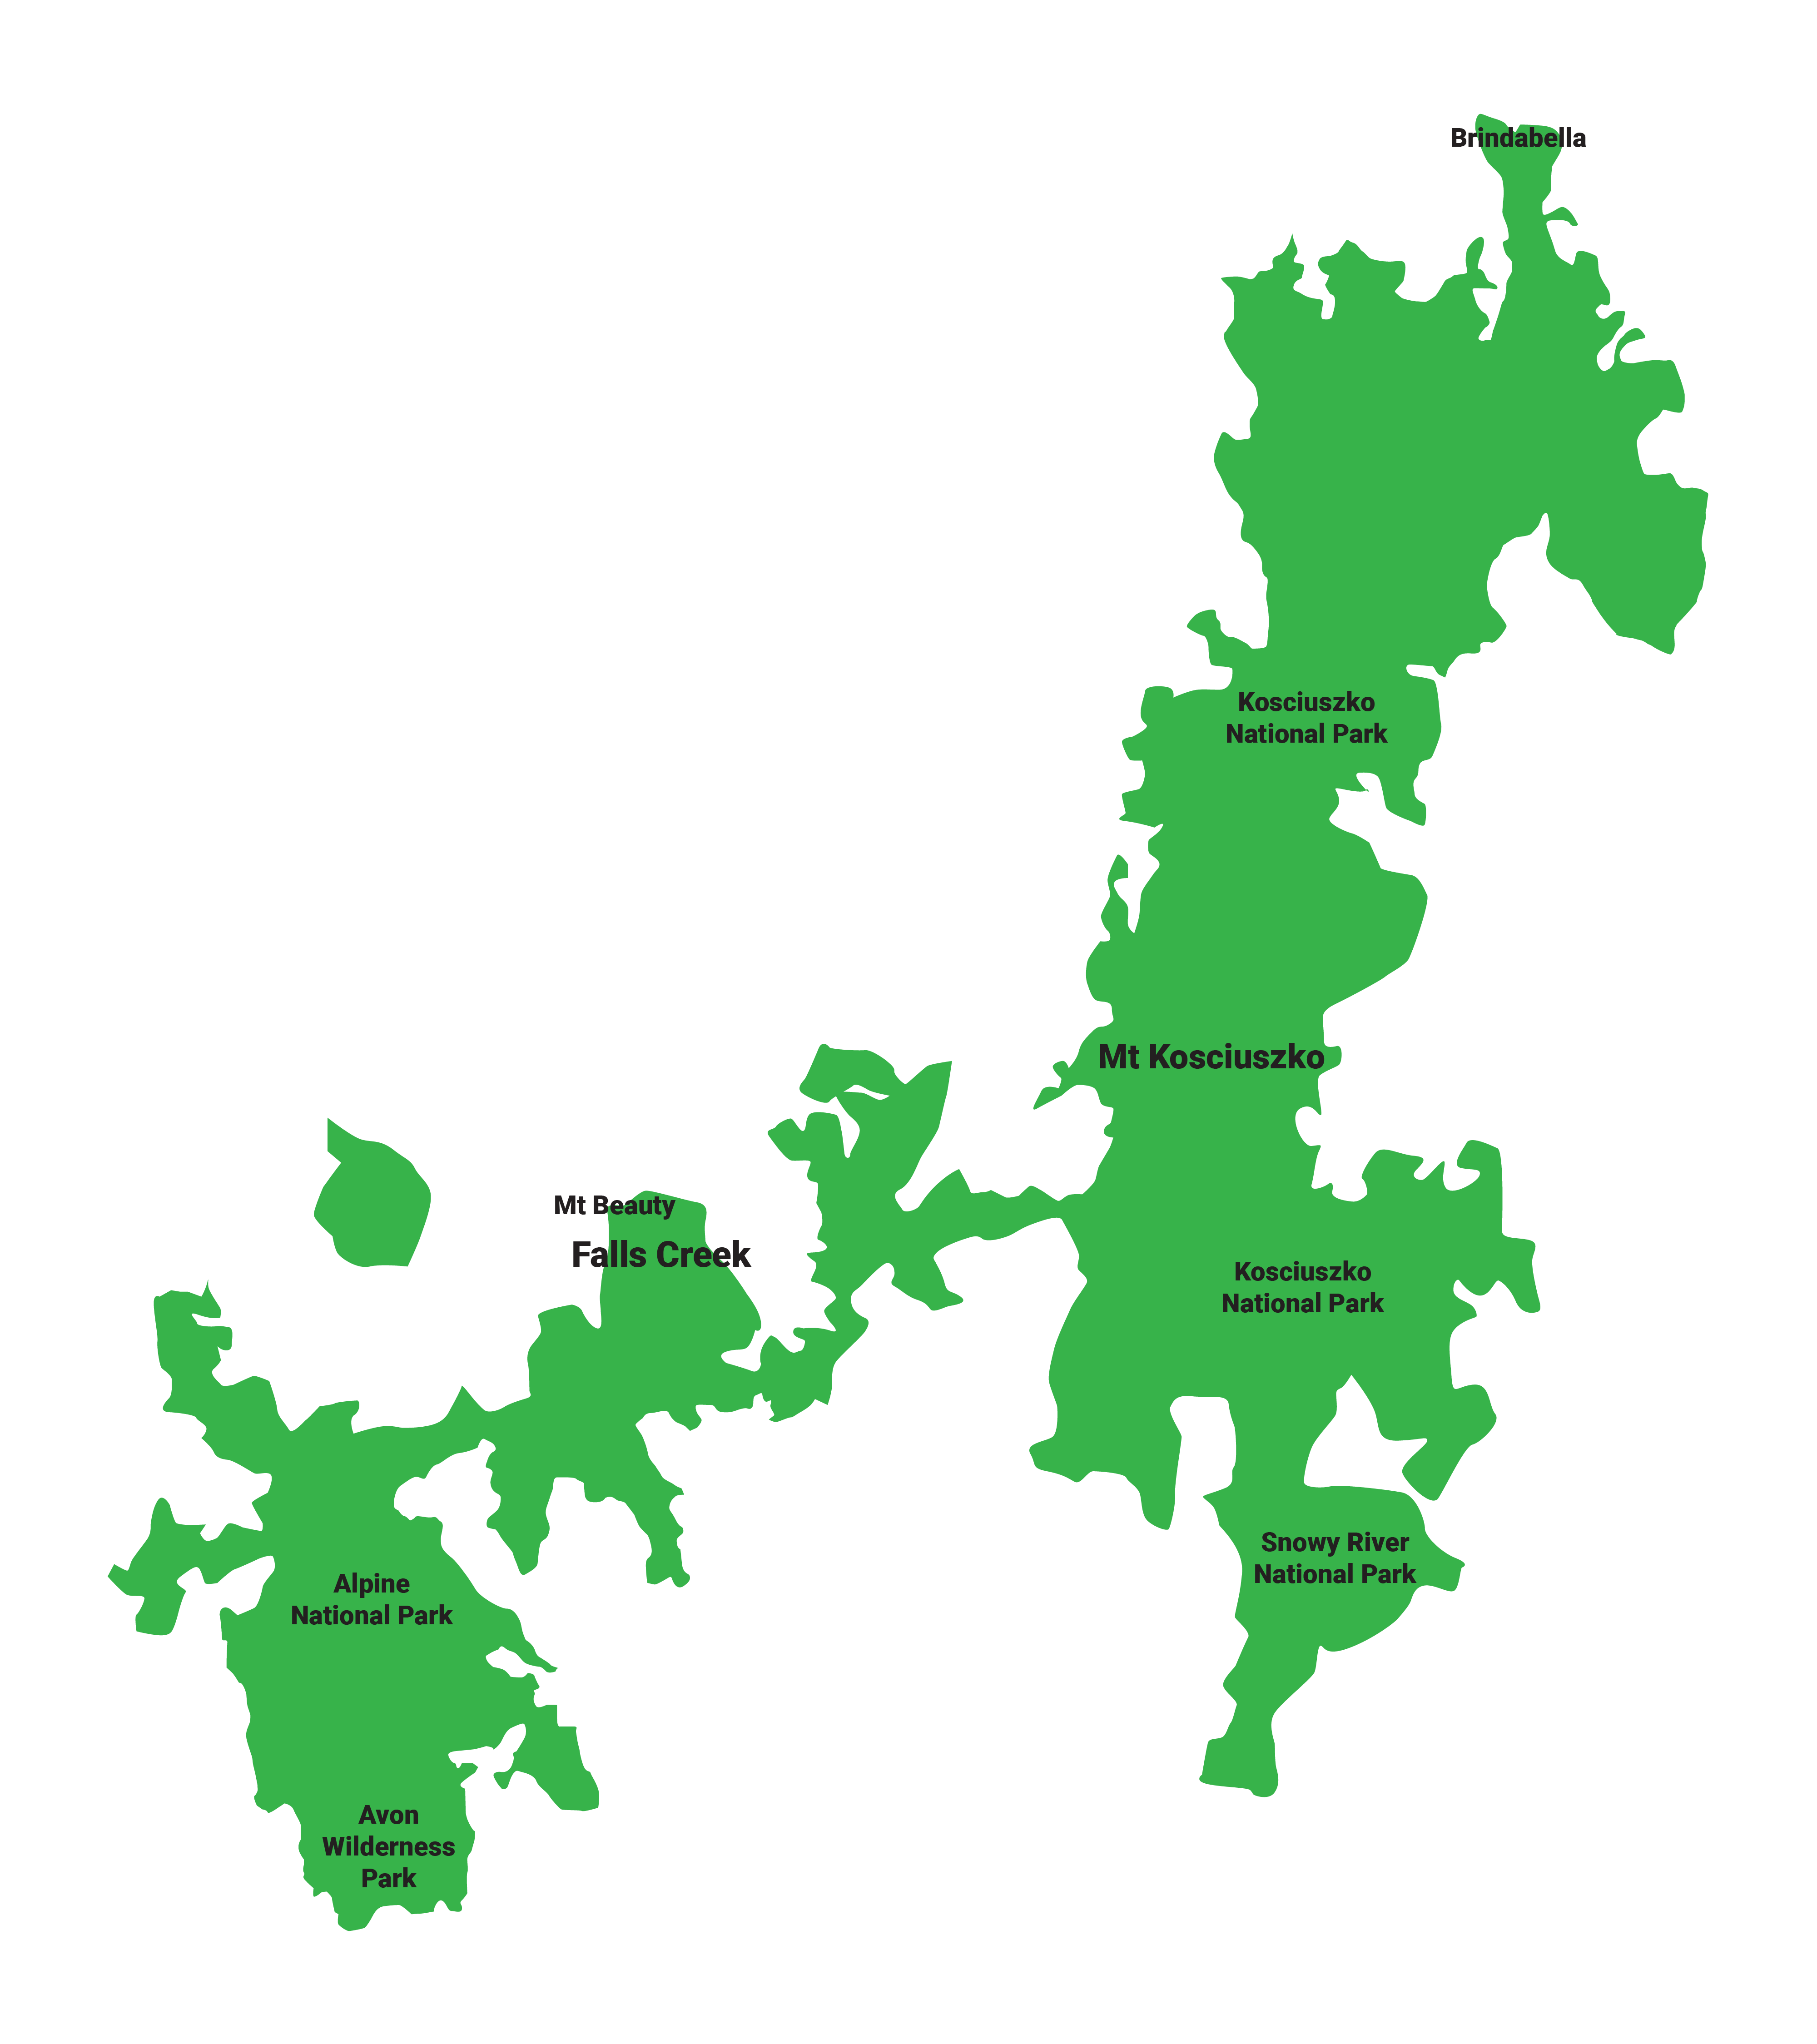 Brindabella
Kosciuszko
National Park
Mt Kosciuszko
Mt Beauty
Falls Creek
Kosciuszko
National Park
Snowy River
National Park
Alpine
National Park
Avon
Wilderness
Park